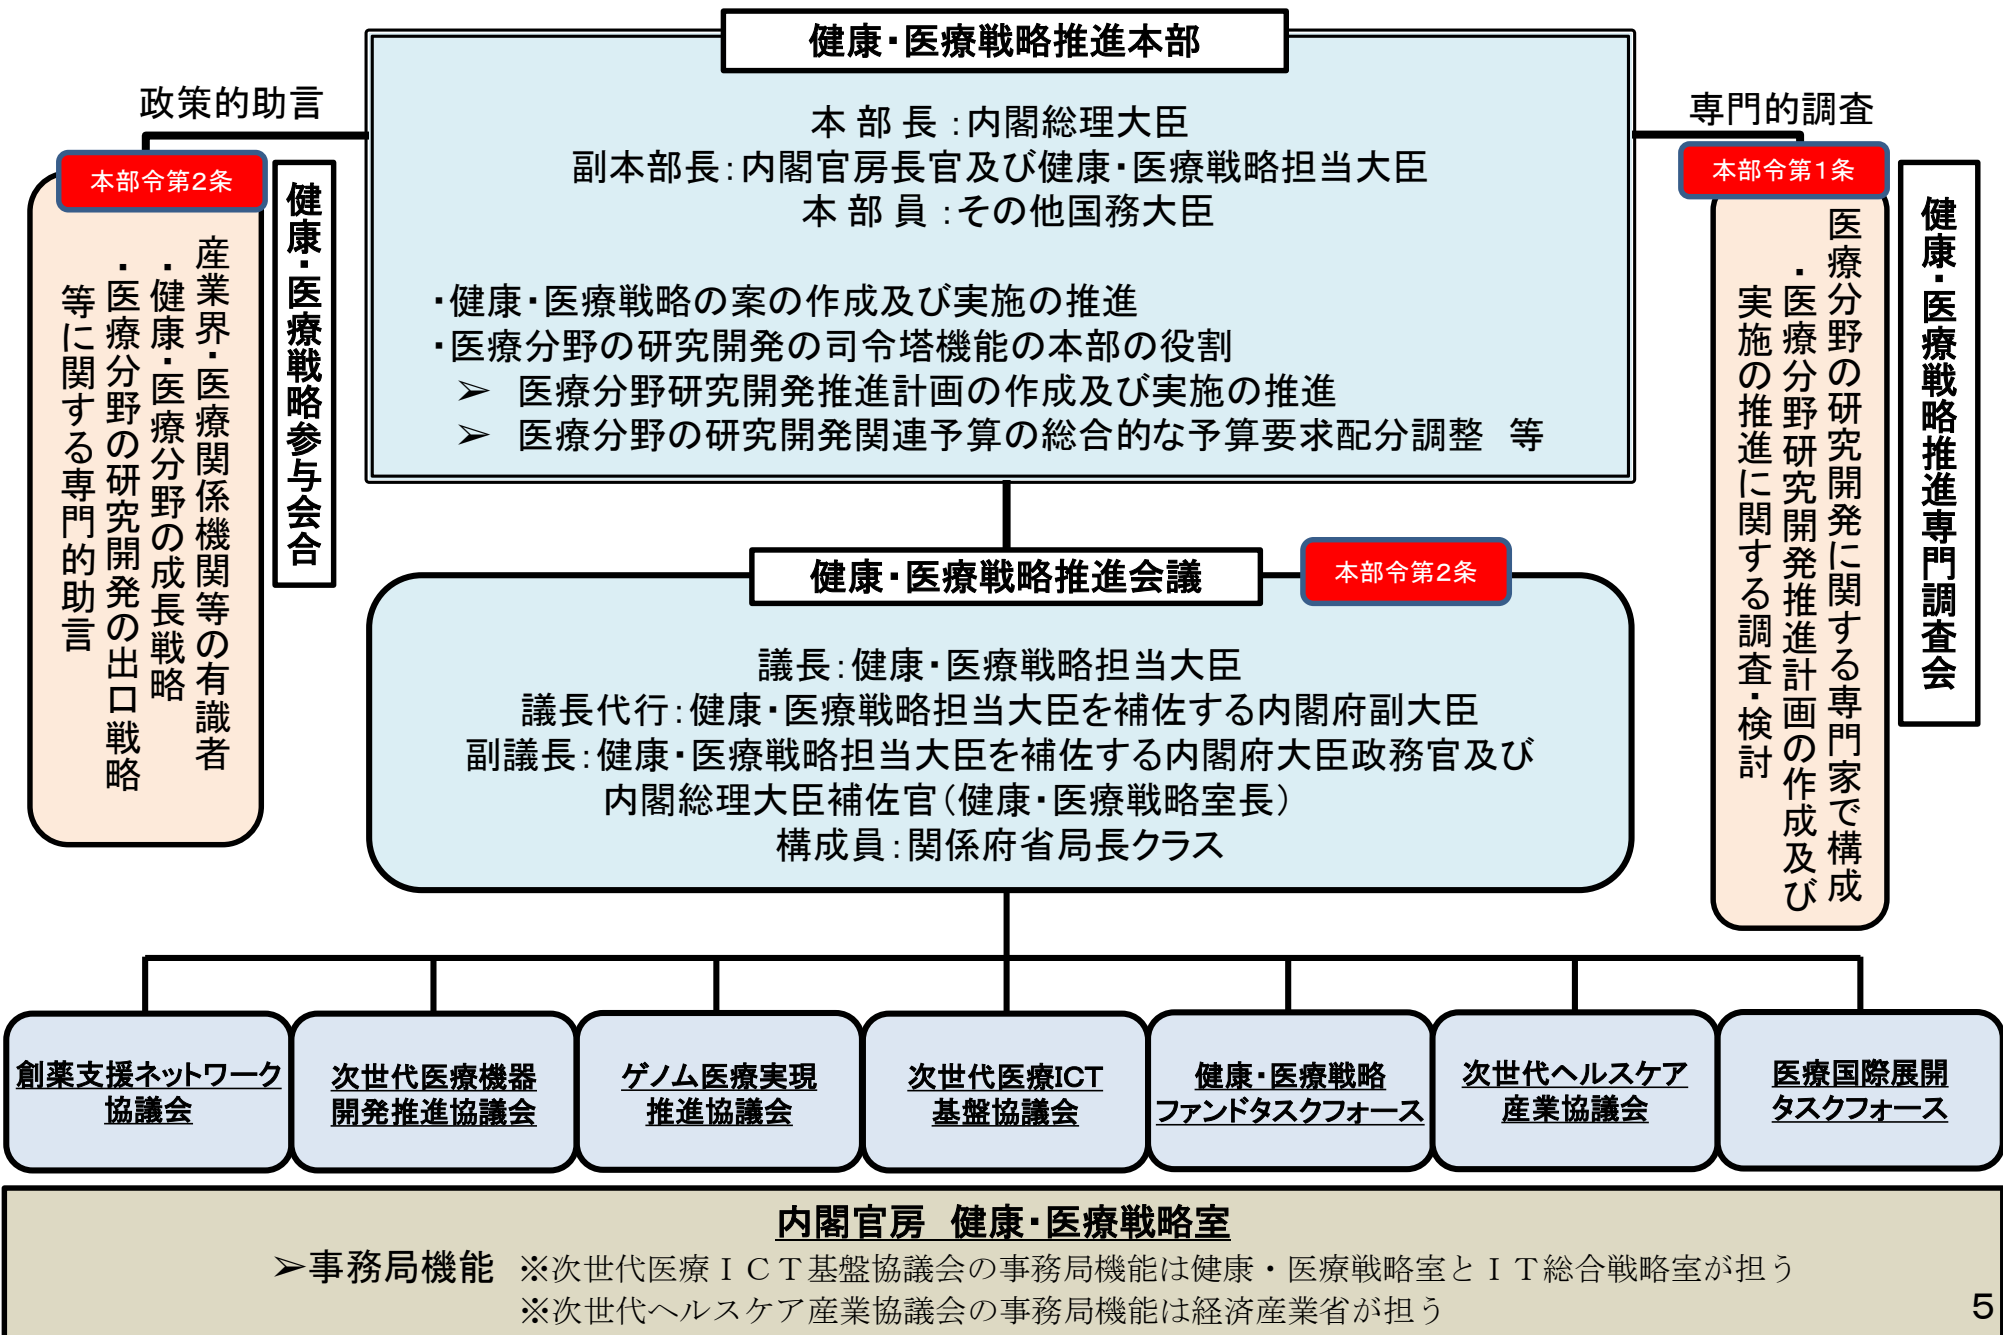 健康・医療戦略推進本部
本 部 長 ：内閣総理大臣
副本部長：内閣官房長官及び健康・医療戦略担当大臣
本 部 員 ：その他国務大臣
・健康・医療戦略の案の作成及び実施の推進
・医療分野の研究開発の司令塔機能の本部の役割
➢ 医療分野研究開発推進計画の作成及び実施の推進
➢ 医療分野の研究開発関連予算の総合的な予算要求配分調整 等
政策的助言
本部令第２条
健康・医療戦略参与会合
産業界・医療関係機関等の有識者
・健康・医療分野の成長戦略
・医療分野の研究開発の出口戦略
等に関する専門的助言
専門的調査
本部令第１条
健康・医療戦略推進専門調査会
医療分野の研究開発に関する専門家で構成
・医療分野研究開発推進計画の作成及び
実施の推進に関する調査・検討
健康・医療戦略推進会議
本部令第２条
議長：健康・医療戦略担当大臣
議長代行：健康・医療戦略担当大臣を補佐する内閣府副大臣
副議長：健康・医療戦略担当大臣を補佐する内閣府大臣政務官及び
内閣総理大臣補佐官（健康・医療戦略室長）
構成員：関係府省局長クラス
創薬支援ネットワーク
協議会
次世代医療機器
開発推進協議会
ゲノム医療実現
推進協議会
次世代医療ICT
基盤協議会
健康・医療戦略
ファンドタスクフォース
次世代ヘルスケア
産業協議会
医療国際展開
タスクフォース
内閣官房 健康・医療戦略室
➢事務局機能 ※次世代医療ＩＣＴ基盤協議会の事務局機能は健康・医療戦略室とＩＴ総合戦略室が担う
※次世代ヘルスケア産業協議会の事務局機能は経済産業省が担う
5